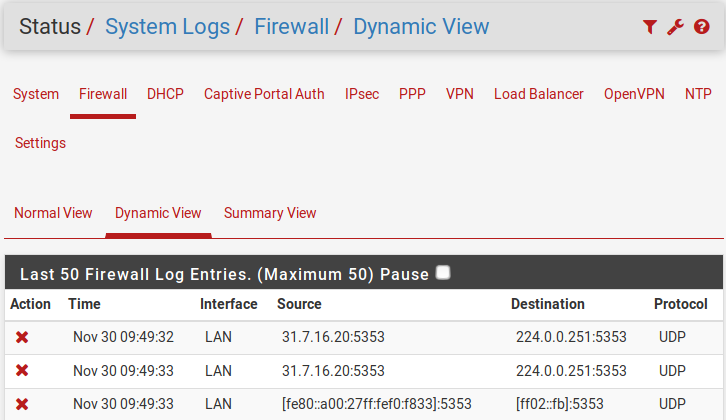 Status / System Logs / Firewall / Dynamic View
System Firewall DHCP Captive Portal Auth IPsec PPP VPN Load Balancer OpenVPN NTP
Settings
Normal View Dynamic View Summary View
Last 50 Firewall Log Entries. (Maximum 50) Pause
Action Time Interface Source Destination Protocol
Nov 30 09:49:32 LAN 31.7.16.20:5353 224.0.0.251:5353 UDP
Nov 30 09:49:33 LAN 31.7.16.20:5353 224.0.0.251:5353 UDP
Nov 30 09:49:33 LAN [fe80::a00:27ff:fef0:f833]:5353 [ff02::fb]:5353 UDP